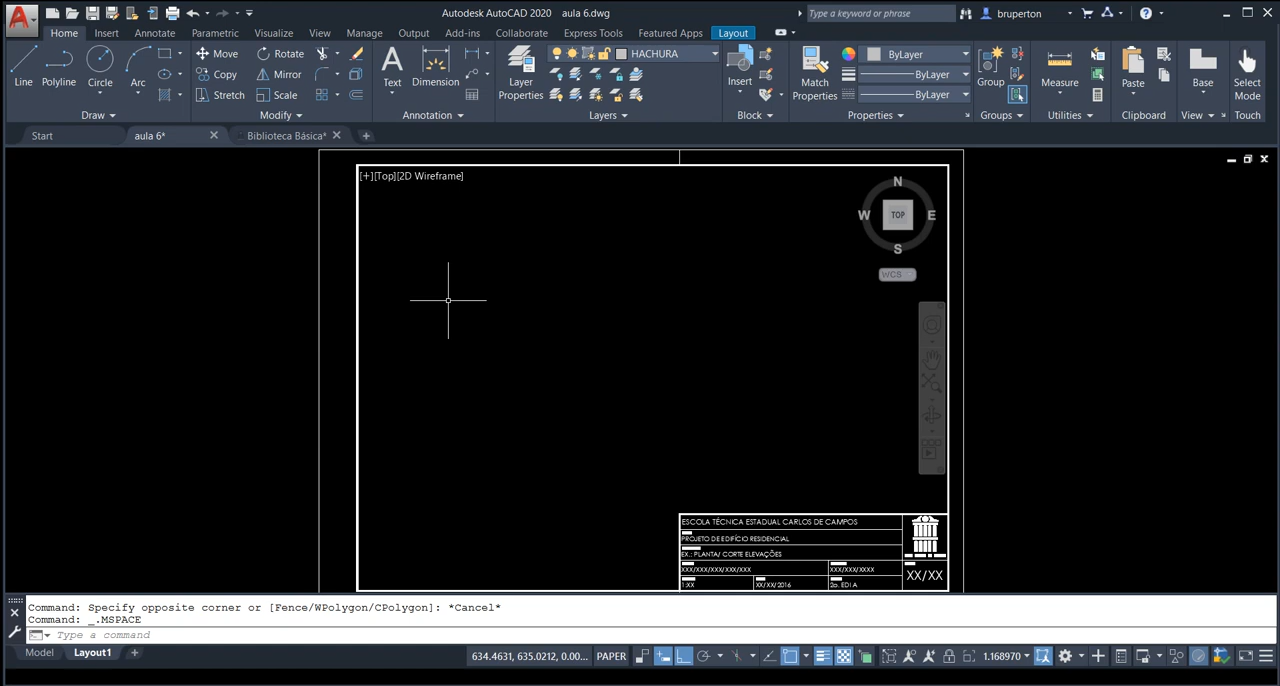 Autodesk AutoCAD 2020 aula 6.dwg
Type a keyword or phrase
bruperton
Home Insert Annotate Parametric Visualize View Manage Output Add-ins Collaborate Express Tools Featured Apps Layout
Line Polyline Circle Arc
Draw
Move Rotate
Copy Mirror
Stretch Scale
Modify
Text Dimension
Annotation
Layer Properties
HACHURA
Layers
Insert
Block
Match Properties
ByLayer
ByLayer
ByLayer
Properties
Group
Groups
Measure
Utilities
Paste
Clipboard
Base
View
Select Mode
Touch
Start aula 6* Biblioteca Básica*
[+][Top][2D Wireframe]
N
W TOP E
S
WCS
ESCOLA TÉCNICA ESTADUAL CARLOS DE CAMPOS
PROJETO DE EDIFÍCIO RESIDENCIAL
EX.: PLANTA/ CORTE ELEVAÇÕES
XXX/XXX/XXX/XXX/XXX XXX/XXX/XXXX
1:XX XX/XX/2016 2o. EDI A
XX/XX
Command: Specify opposite corner or [Fence/WPolygon/CPolygon]: *Cancel*
Command: _.MSPACE
Type a command
Model Layout1
634.4631, 635.0212, 0.00... PAPER 1.168970